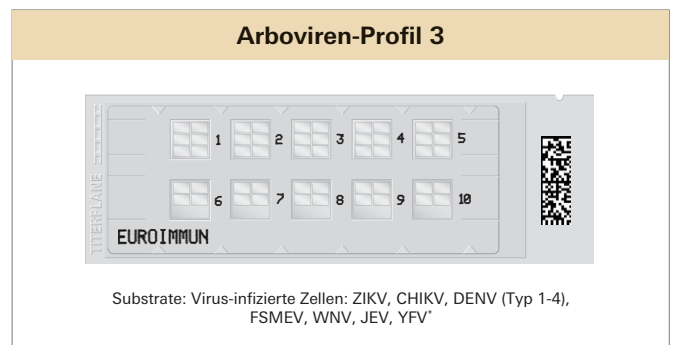 Arboviren-Profil 3
1 2 3 4 5
TITERPLANE
6 7 8 9 10
EUROIMMUN
Substrate: Virus-infizierte Zellen: ZIKV, CHIKV, DENV (Typ 1-4),
FSMEV, WNV, JEV, YFV*